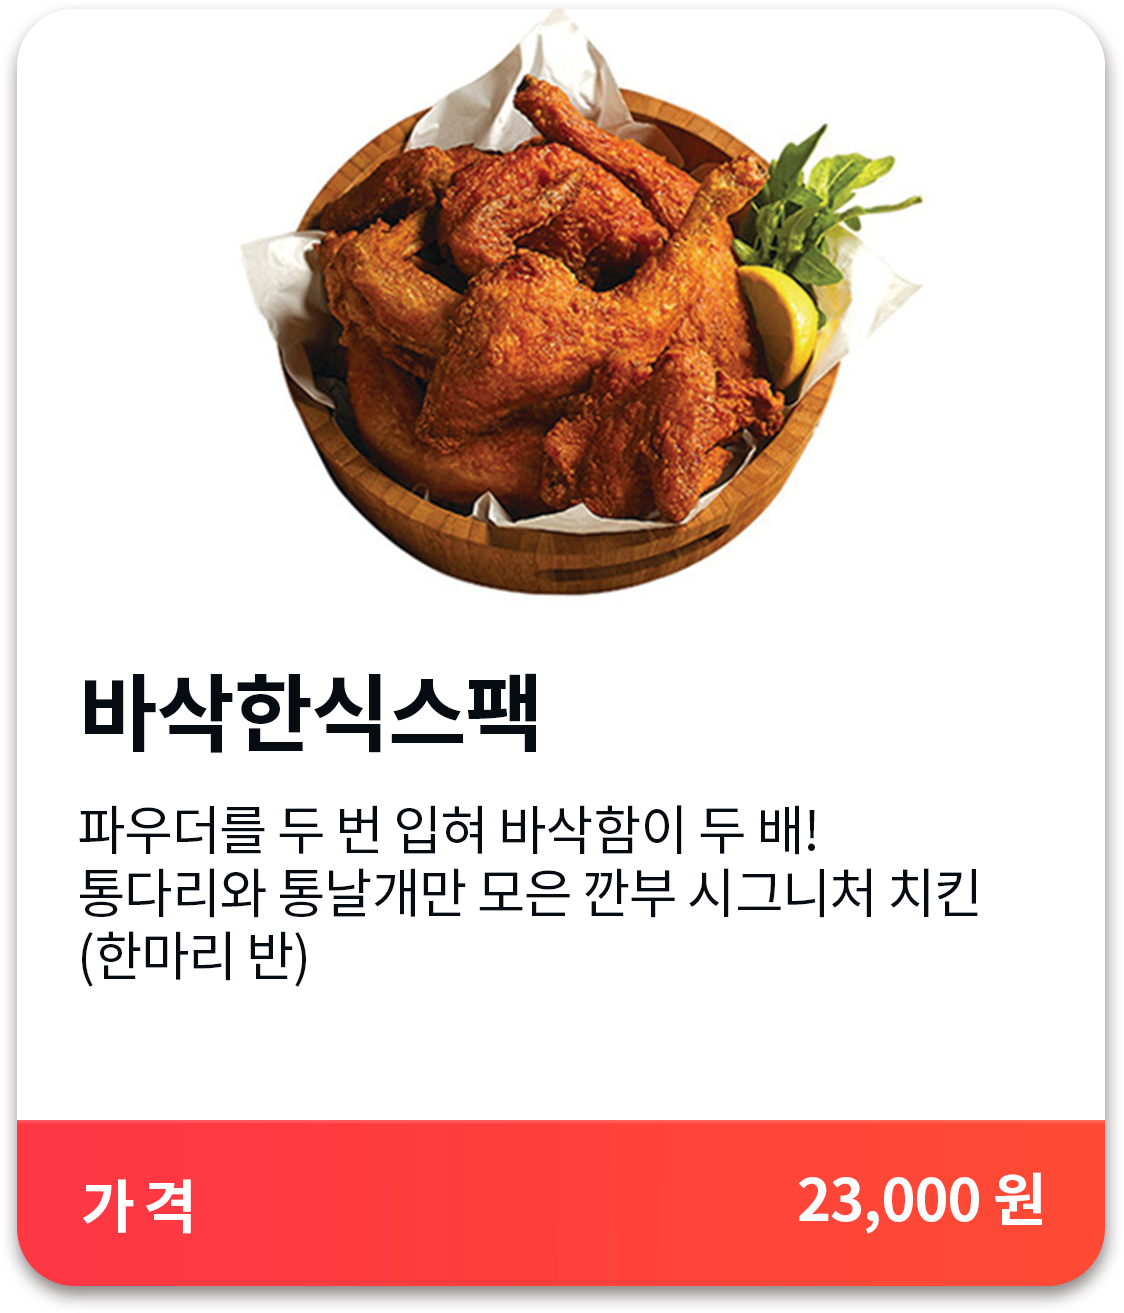 바삭한식스팩
파우더를 두 번 입혀 바삭함이 두 배!
통다리와 통날개만 모은 깐부 시그니처 치킨
(한마리 반)
가 격
23,000 원